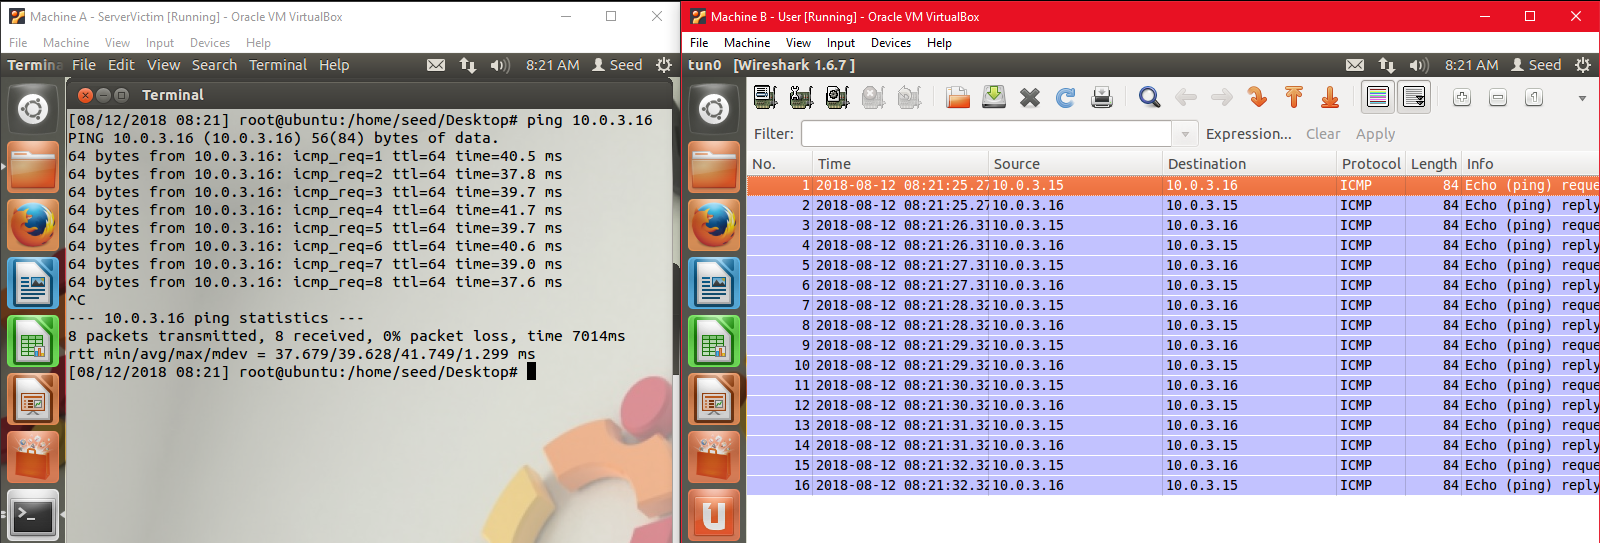 Machine A - ServerVictim [Running] - Oracle VM VirtualBox
File Machine View Input Devices Help
Termina File Edit View Search Terminal Help 8:21 AM Seed
Terminal
[08/12/2018 08:21] root@ubuntu:/home/seed/Desktop# ping 10.0.3.16
PING 10.0.3.16 (10.0.3.16) 56(84) bytes of data.
64 bytes from 10.0.3.16: icmp_req=1 ttl=64 time=40.5 ms
64 bytes from 10.0.3.16: icmp_req=2 ttl=64 time=37.8 ms
64 bytes from 10.0.3.16: icmp_req=3 ttl=64 time=39.7 ms
64 bytes from 10.0.3.16: icmp_req=4 ttl=64 time=41.7 ms
64 bytes from 10.0.3.16: icmp_req=5 ttl=64 time=39.7 ms
64 bytes from 10.0.3.16: icmp_req=6 ttl=64 time=40.6 ms
64 bytes from 10.0.3.16: icmp_req=7 ttl=64 time=39.0 ms
64 bytes from 10.0.3.16: icmp_req=8 ttl=64 time=37.6 ms
^C
--- 10.0.3.16 ping statistics ---
8 packets transmitted, 8 received, 0% packet loss, time 7014ms
rtt min/avg/max/mdev = 37.679/39.628/41.749/1.299 ms
[08/12/2018 08:21] root@ubuntu:/home/seed/Desktop#
Machine B - User [Running] - Oracle VM VirtualBox
File Machine View Input Devices Help
tun0 [Wireshark 1.6.7 ] 8:21 AM Seed
Filter: Expression... Clear Apply
No. Time Source Destination Protocol Length Info
1 2018-08-12 08:21:25.27 10.0.3.15 10.0.3.16 ICMP 84 Echo (ping) reque
2 2018-08-12 08:21:25.27 10.0.3.16 10.0.3.15 ICMP 84 Echo (ping) reply
3 2018-08-12 08:21:26.31 10.0.3.15 10.0.3.16 ICMP 84 Echo (ping) reque
4 2018-08-12 08:21:26.31 10.0.3.16 10.0.3.15 ICMP 84 Echo (ping) reply
5 2018-08-12 08:21:27.31 10.0.3.15 10.0.3.16 ICMP 84 Echo (ping) reque
6 2018-08-12 08:21:27.31 10.0.3.16 10.0.3.15 ICMP 84 Echo (ping) reply
7 2018-08-12 08:21:28.32 10.0.3.15 10.0.3.16 ICMP 84 Echo (ping) reque
8 2018-08-12 08:21:28.32 10.0.3.16 10.0.3.15 ICMP 84 Echo (ping) reply
9 2018-08-12 08:21:29.32 10.0.3.15 10.0.3.16 ICMP 84 Echo (ping) reque
10 2018-08-12 08:21:29.32 10.0.3.16 10.0.3.15 ICMP 84 Echo (ping) reply
11 2018-08-12 08:21:30.32 10.0.3.15 10.0.3.16 ICMP 84 Echo (ping) reque
12 2018-08-12 08:21:30.32 10.0.3.16 10.0.3.15 ICMP 84 Echo (ping) reply
13 2018-08-12 08:21:31.32 10.0.3.15 10.0.3.16 ICMP 84 Echo (ping) reque
14 2018-08-12 08:21:31.32 10.0.3.16 10.0.3.15 ICMP 84 Echo (ping) reply
15 2018-08-12 08:21:32.32 10.0.3.15 10.0.3.16 ICMP 84 Echo (ping) reque
16 2018-08-12 08:21:32.32 10.0.3.16 10.0.3.15 ICMP 84 Echo (ping) reply